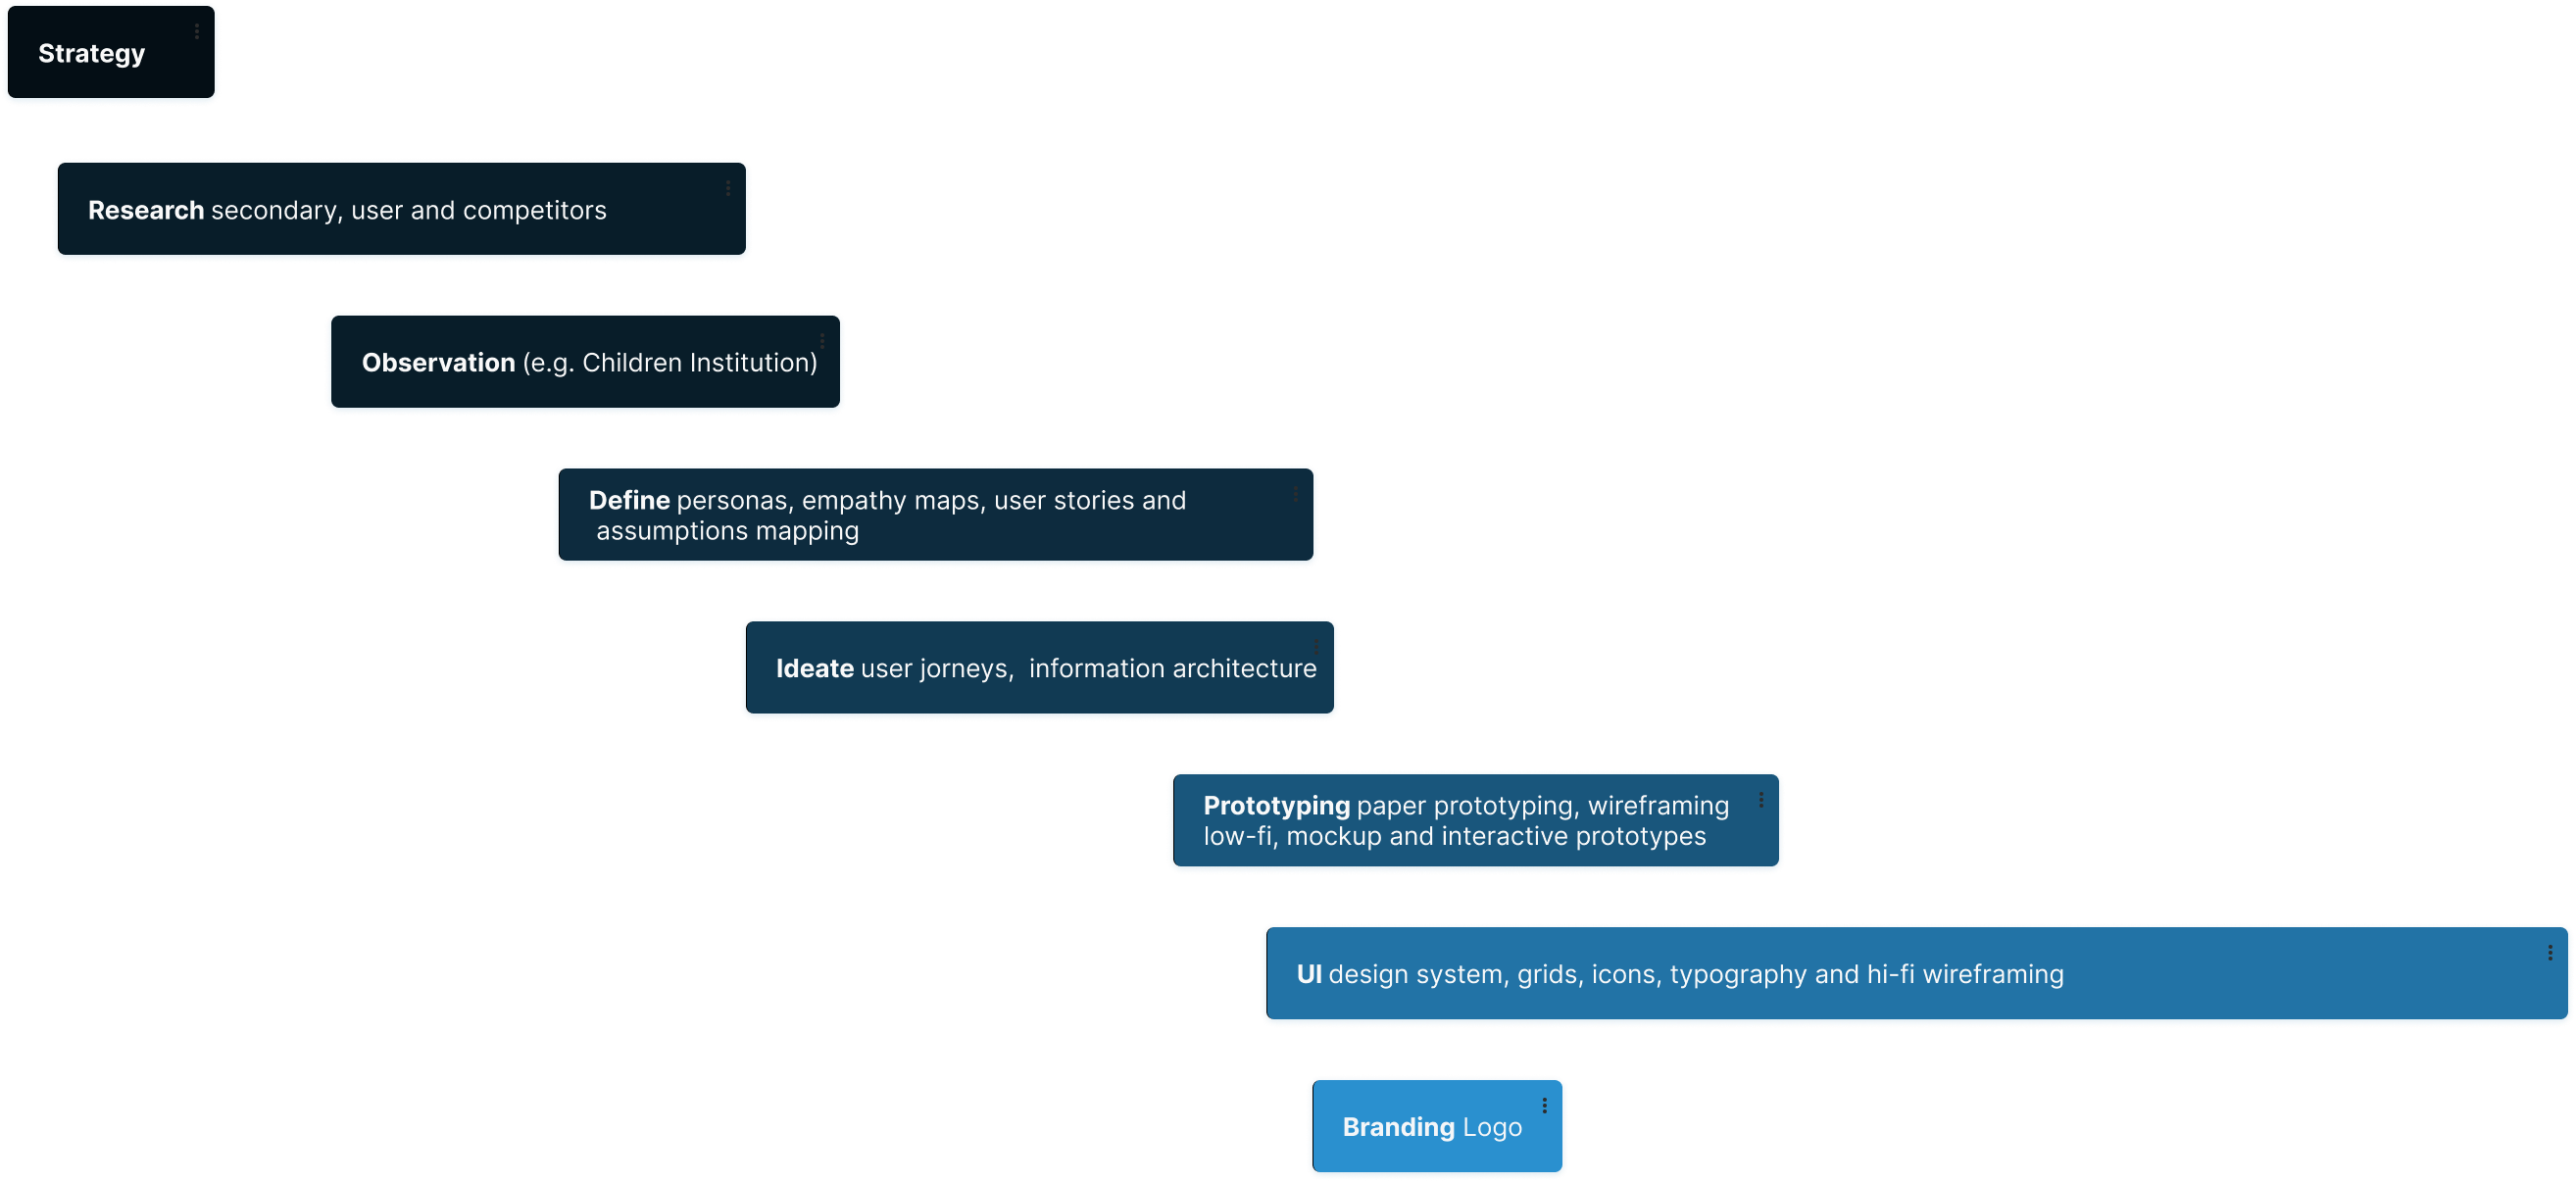 Strategy
Research secondary, user and competitors
Observation (e.g. Children Institution)
Define personas, empathy maps, user stories and
assumptions mapping
Ideate user jorneys, information architecture
Prototyping paper prototyping, wireframing
low-fi, mockup and interactive prototypes
UI design system, grids, icons, typography and hi-fi wireframing
Branding Logo